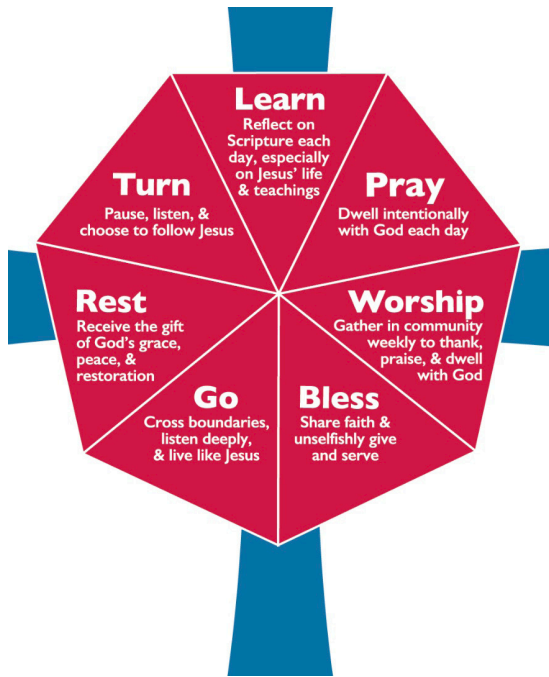 Learn
Reflect on
Scripture each
day, especially
on Jesus' life
& teachings
Turn
Pause, listen, &
choose to follow Jesus
Pray
Dwell intentionally
with God each day
Rest
Receive the gift
of God's grace,
peace, &
restoration
Worship
Gather in community
weekly to thank,
praise, & dwell
with God
Go
Cross boundaries,
listen deeply,
& live like Jesus
Bless
Share faith &
unselfishly give
and serve